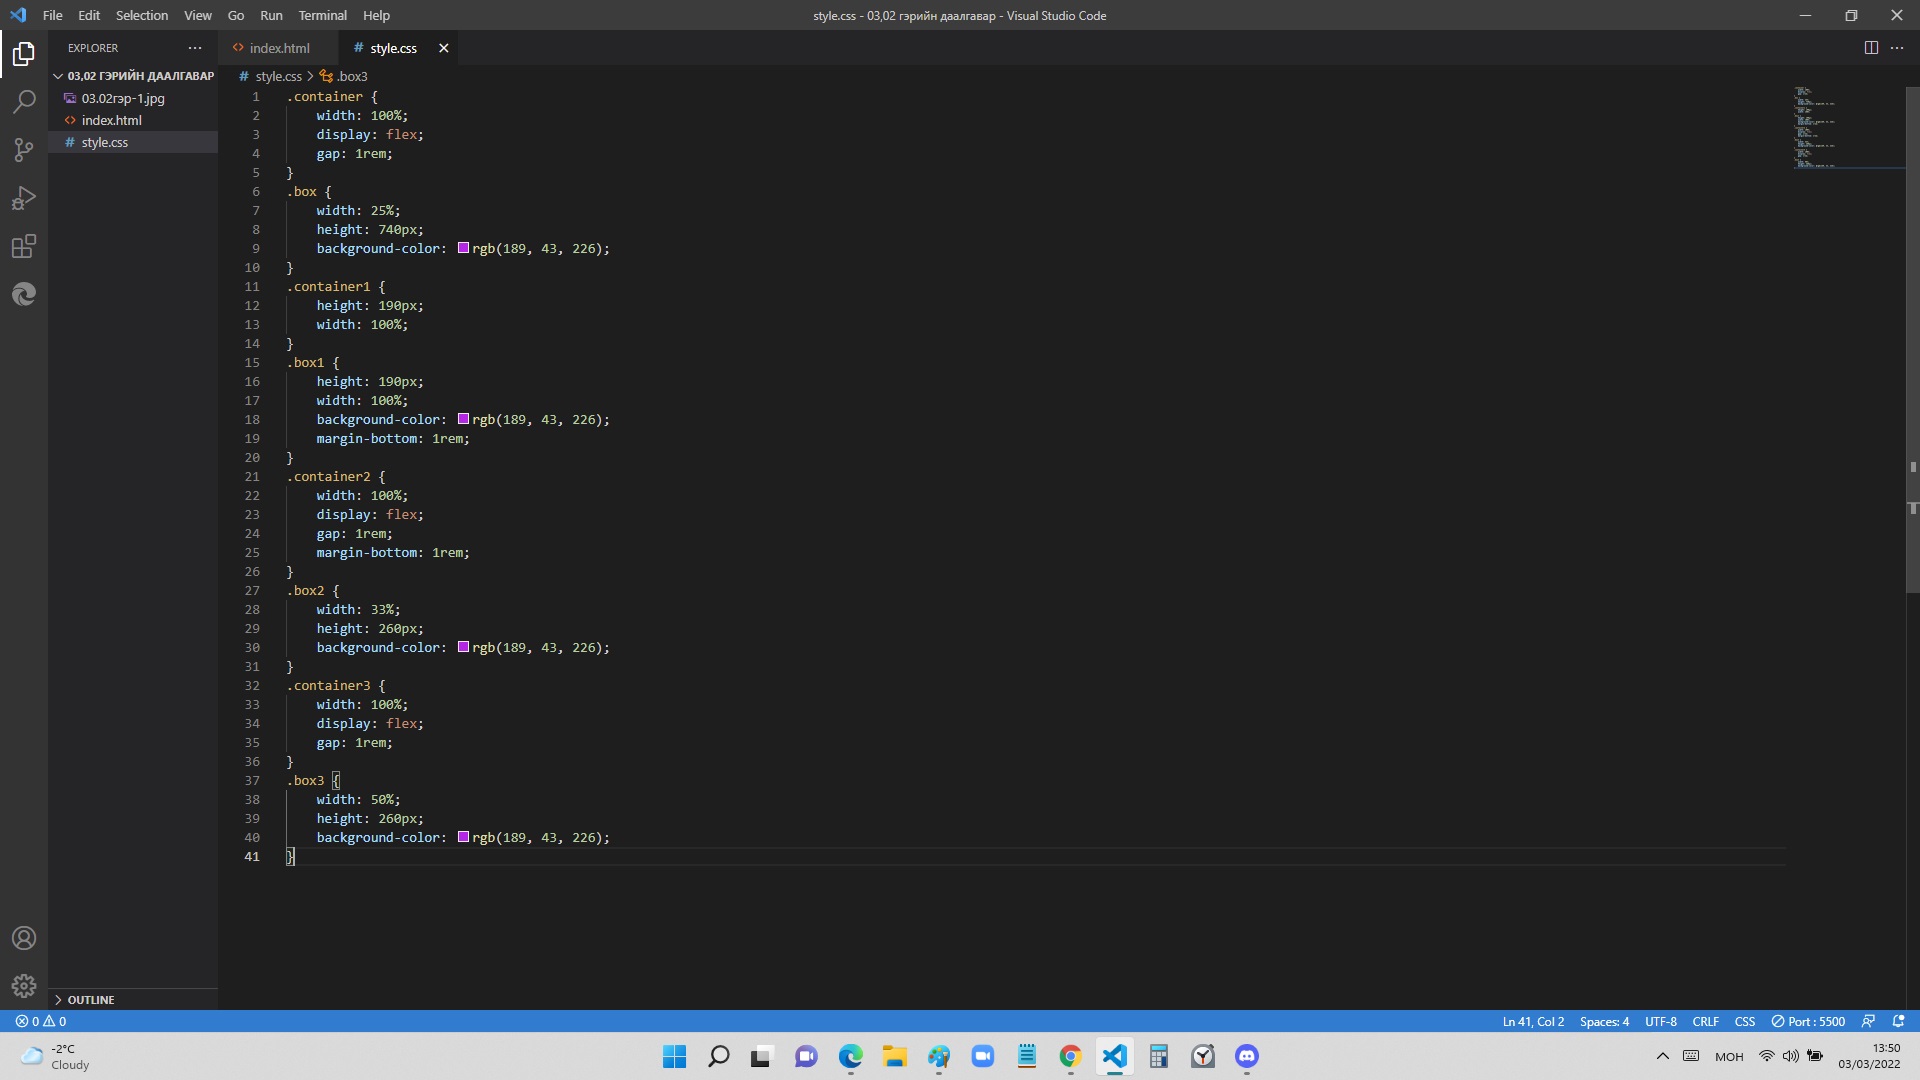 File Edit Selection View Go Run Terminal Help
style.css - 03,02 гэрийн даалгавар - Visual Studio Code
EXPLORER
03,02 ГЭРИЙН ДААЛГАВАР
03.02гэр-1.jpg
index.html
style.css
OUTLINE
index.html
style.css
style.css > .box3
1 .container {
2 width: 100%;
3 display: flex;
4 gap: 1rem;
5 }
6 .box {
7 width: 25%;
8 height: 740px;
9 background-color: rgb(189, 43, 226);
10 }
11 .container1 {
12 height: 190px;
13 width: 100%;
14 }
15 .box1 {
16 height: 190px;
17 width: 100%;
18 background-color: rgb(189, 43, 226);
19 margin-bottom: 1rem;
20 }
21 .container2 {
22 width: 100%;
23 display: flex;
24 gap: 1rem;
25 margin-bottom: 1rem;
26 }
27 .box2 {
28 width: 33%;
29 height: 260px;
30 background-color: rgb(189, 43, 226);
31 }
32 .container3 {
33 width: 100%;
34 display: flex;
35 gap: 1rem;
36 }
37 .box3 {
38 width: 50%;
39 height: 260px;
40 background-color: rgb(189, 43, 226);
41 }
0 0
Ln 41, Col 2 Spaces: 4 UTF-8 CRLF CSS Port : 5500
-2°C
Cloudy
МОН
13:50
03/03/2022